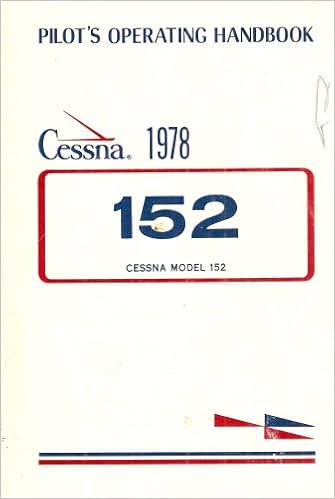 PILOT'S OPERATING HANDBOOK
Cessna® 1978
152
CESSNA MODEL 152